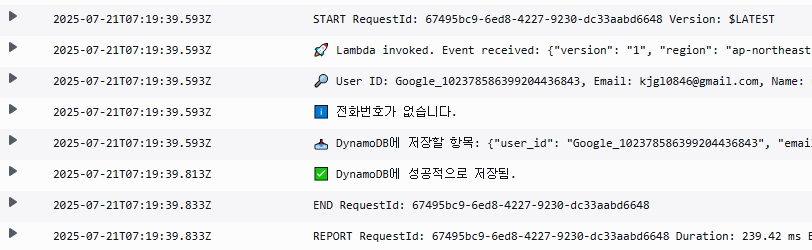 2025-07-21T07:19:39.593Z START RequestId: 67495bc9-6ed8-4227-9230-dc33aabd6648 Version: $LATEST
2025-07-21T07:19:39.593Z 🚀 Lambda invoked. Event received: {"version": "1", "region": "ap-northeast
2025-07-21T07:19:39.593Z 🔎 User ID: Google_102378586399204436843, Email: kjgl0846@gmail.com, Name:
2025-07-21T07:19:39.593Z ℹ️ 전화번호가 없습니다.
2025-07-21T07:19:39.593Z 📥 DynamoDB에 저장할 항목: {"user_id": "Google_102378586399204436843", "emai
2025-07-21T07:19:39.813Z ✅ DynamoDB에 성공적으로 저장됨.
2025-07-21T07:19:39.833Z END RequestId: 67495bc9-6ed8-4227-9230-dc33aabd6648
2025-07-21T07:19:39.833Z REPORT RequestId: 67495bc9-6ed8-4227-9230-dc33aabd6648 Duration: 239.42 ms